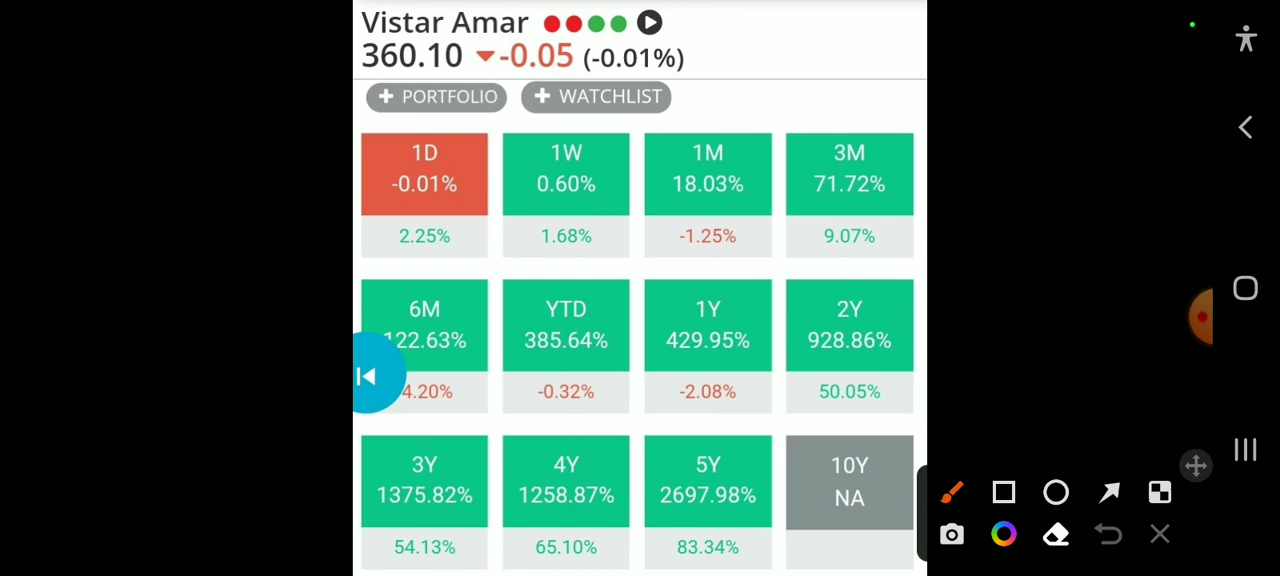 Vistar Amar
360.10 -0.05 (-0.01%)
+ PORTFOLIO + WATCHLIST
1D 1W 1M 3M
-0.01% 0.60% 18.03% 71.72%
2.25% 1.68% -1.25% 9.07%
6M YTD 1Y 2Y
122.63% 385.64% 429.95% 928.86%
4.20% -0.32% -2.08% 50.05%
3Y 4Y 5Y 10Y
1375.82% 1258.87% 2697.98% NA
54.13% 65.10% 83.34%